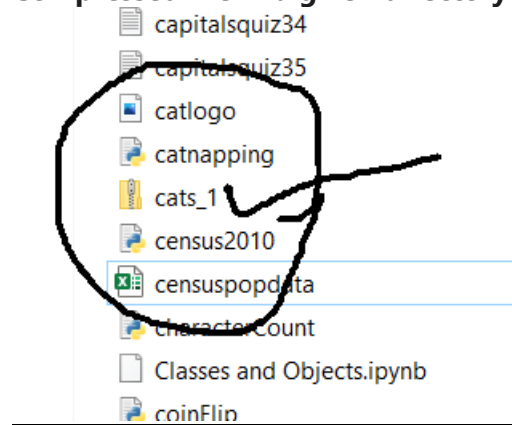 capitalsquiz34
capitalsquiz35
catlogo
catnapping
cats_1
census2010
censuspopdata
characterCount
Classes and Objects.ipynb
coinFlip